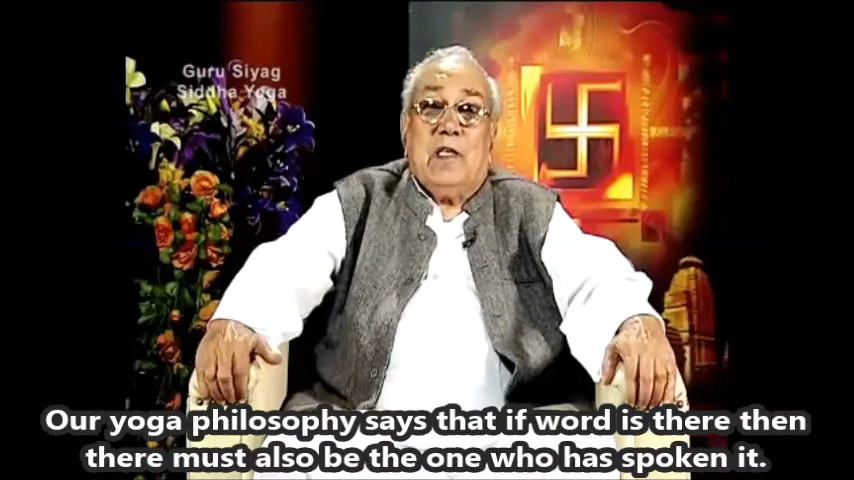 Guru Siyag
Siddha Yoga
Our yoga philosophy says that if word is there then
there must also be the one who has spoken it.